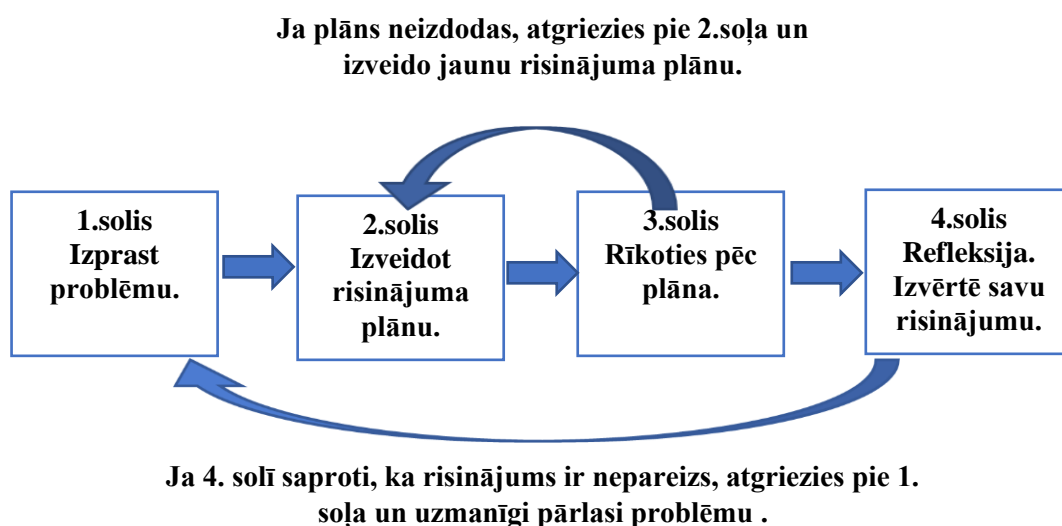 Ja plāns neizdodas, atgriezies pie 2.soļa un
izveido jaunu risinājuma plānu.
1.solis
Izprast
problēmu.
2.solis
Izveidot
risinājuma
plānu.
3.solis
Rīkoties pēc
plāna.
4.solis
Refleksija.
Izvērtē savu
risinājumu.
Ja 4. solī saproti, ka risinājums ir nepareizs, atgriezies pie 1.
soļa un uzmanīgi pārlasi problēmu .